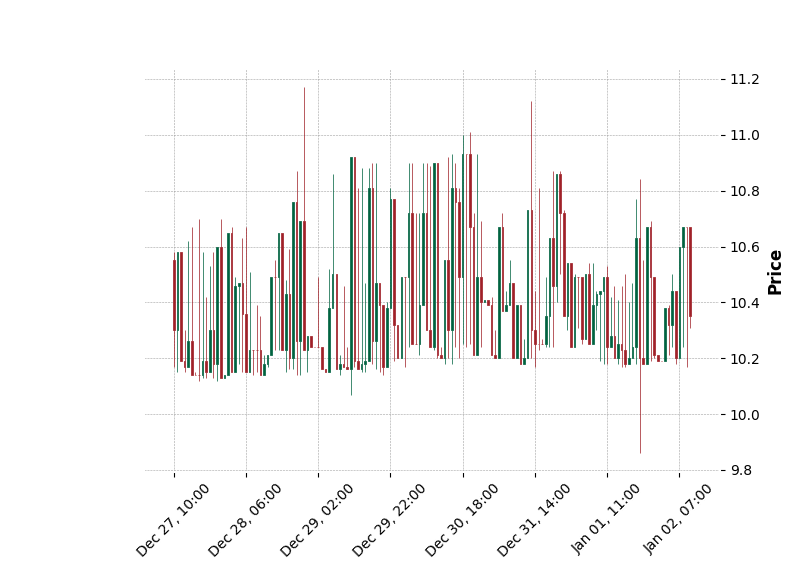 11.2
11.0
10.8
10.6
10.4
10.2
10.0
9.8
Price
Dec 27, 10:00
Dec 28, 06:00
Dec 29, 02:00
Dec 29, 22:00
Dec 30, 18:00
Dec 31, 14:00
Jan 01, 11:00
Jan 02, 07:00